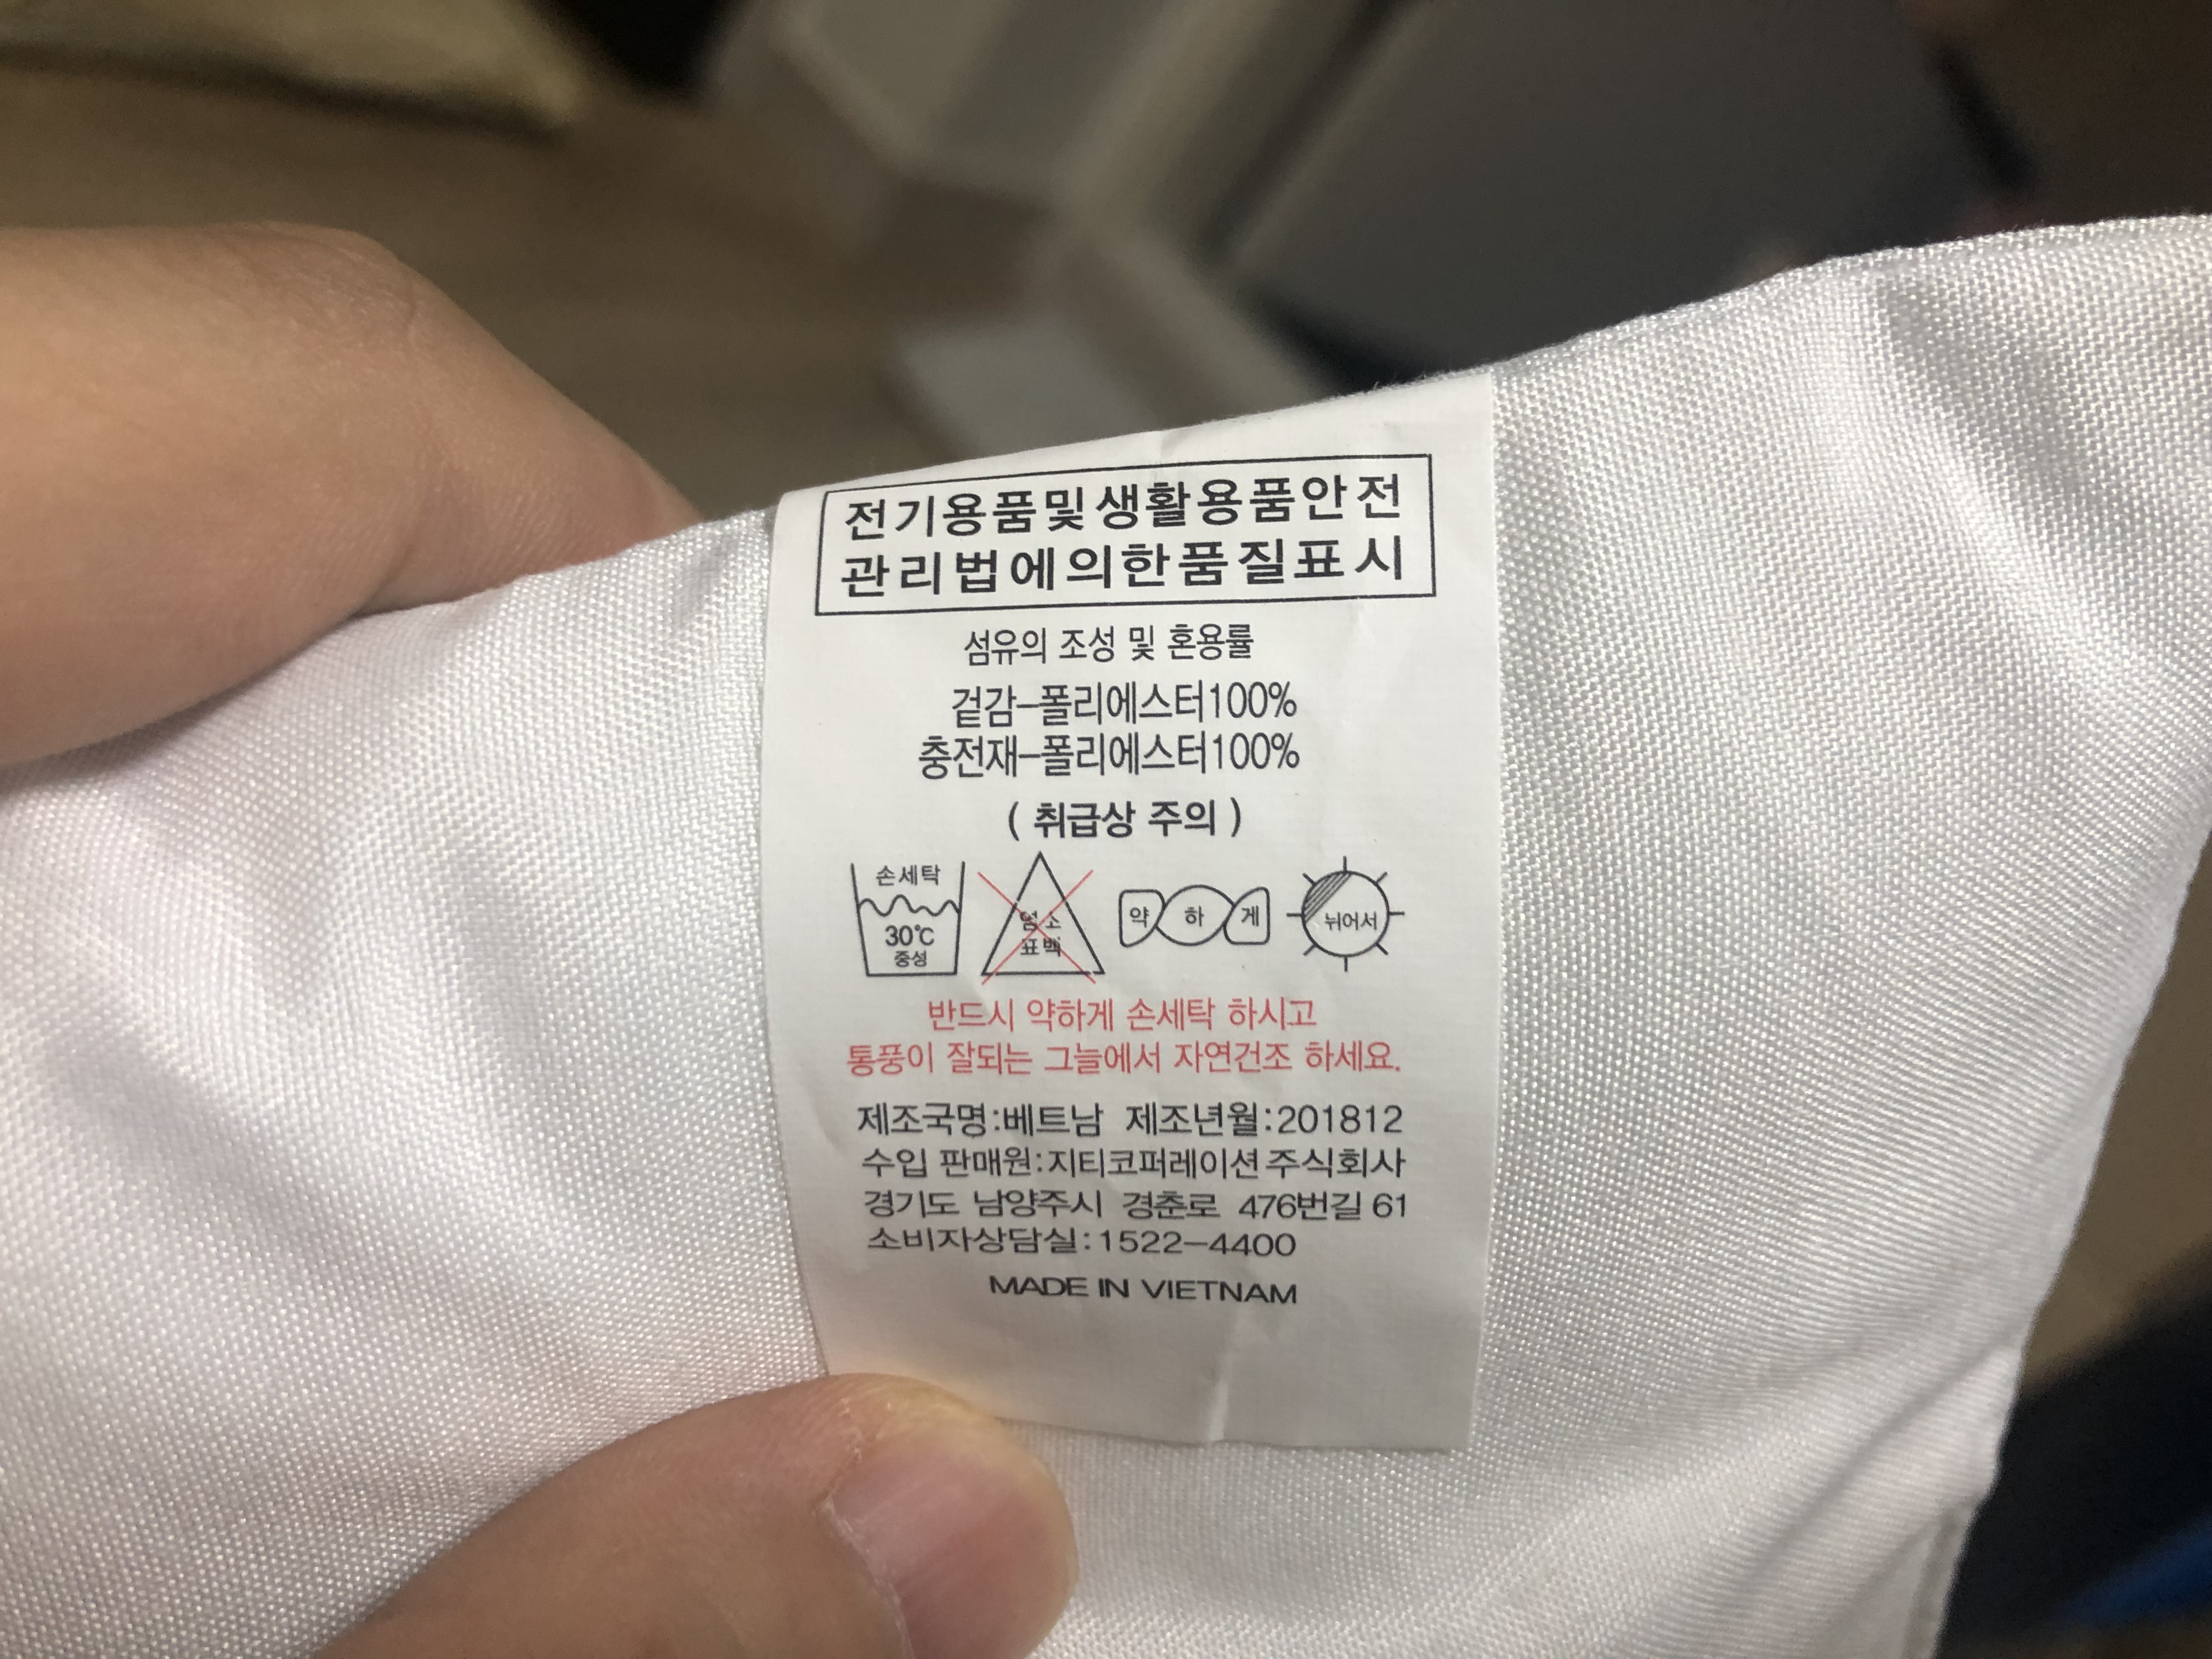 전기용품및생활용품안전
관리법에의한품질표시
섬유의 조성 및 혼용률
겉감-폴리에스터100%
충전재-폴리에스터100%
( 취급상 주의 )
손세탁
30℃
중성
염소
표백
약 하 게
뉘어서
반드시 약하게 손세탁 하시고
통풍이 잘되는 그늘에서 자연건조 하세요.
제조국명:베트남 제조년월:201812
수입 판매원:지티코퍼레이션 주식회사
경기도 남양주시 경춘로 476번길 61
소비자상담실:1522-4400
MADE IN VIETNAM